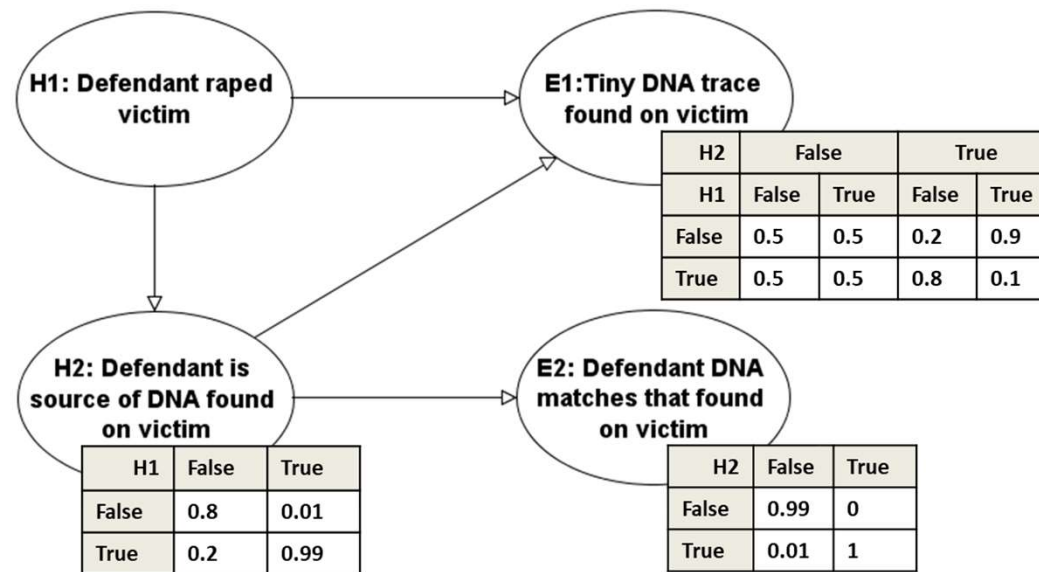 H1: Defendant raped
victim
E1:Tiny DNA trace
found on victim
H2 False True
H1 False True False True
False 0.5 0.5 0.2 0.9
True 0.5 0.5 0.8 0.1
H2: Defendant is
source of DNA found
on victim
H1 False True
False 0.8 0.01
True 0.2 0.99
E2: Defendant DNA
matches that found
on victim
H2 False True
False 0.99 0
True 0.01 1